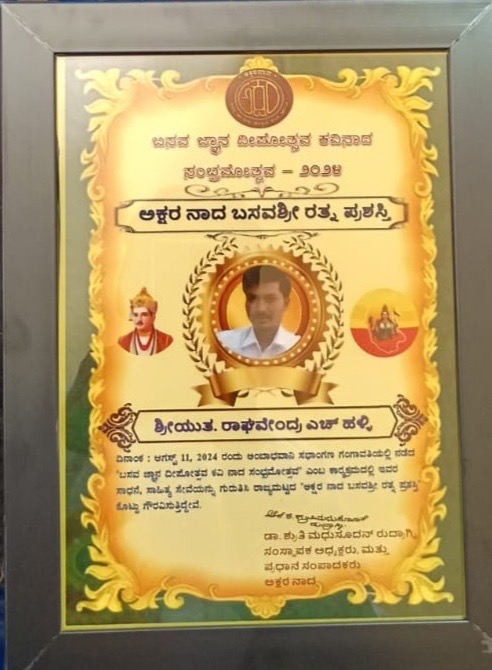 ಬಸವ ಜ್ಞಾನ ದೀಪೋತ್ಸವ ಕವಿನಾದ
ಸಂಭ್ರಮೋತ್ಸವ – ೨೦೨೪
ಅಕ್ಷರ ನಾದ ಬಸವಶ್ರೀ ರತ್ನ ಪ್ರಶಸ್ತಿ
ಶ್ರೀಯುತ. ರಾಘವೇಂದ್ರ ಎಚ್ ಹಳ್ಳಿ
ದಿನಾಂಕ : ಆಗಸ್ಟ್ 11, 2024 ರಂದು ಅಂಬಾಭವಾನಿ ಸಭಾಂಗಣ ಗಂಗಾವತಿಯಲ್ಲಿ ನಡೆದ
"ಬಸವ ಜ್ಞಾನ ದೀಪೋತ್ಸವ ಕವಿ ನಾದ ಸಂಭ್ರಮೋತ್ಸವ" ಎಂಬ ಕಾರ್ಯಕ್ರಮದಲ್ಲಿ ಇವರ
ಸಾಧನೆ, ಸಾಹಿತ್ಯ ಸೇವೆಯನ್ನು ಗುರುತಿಸಿ ರಾಜ್ಯಮಟ್ಟದ "ಅಕ್ಷರ ನಾದ ಬಸವಶ್ರೀ ರತ್ನ ಪ್ರಶಸ್ತಿ
ಕೊಟ್ಟು ಗೌರವಿಸುತ್ತಿದ್ದೇವೆ.
ಡಾ. ಶ್ರುತಿ ಮಧುಸೂದನ್ ರುದ್ರಾಗ್ನಿ
ಸಂಸ್ಥಾಪಕ ಅಧ್ಯಕ್ಷರು, ಮತ್ತು
ಪ್ರಧಾನ ಸಂಪಾದಕರು
ಅಕ್ಷರ ನಾದ